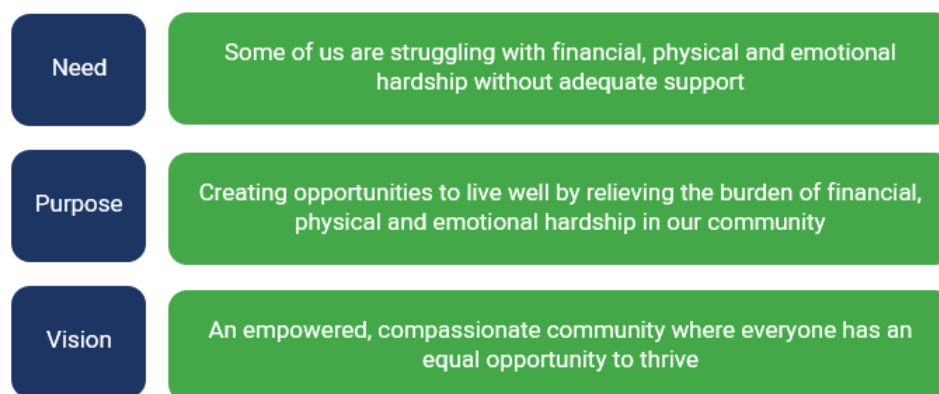 Need
Some of us are struggling with financial, physical and emotional
hardship without adequate support
Purpose
Creating opportunities to live well by relieving the burden of financial,
physical and emotional hardship in our community
Vision
An empowered, compassionate community where everyone has an
equal opportunity to thrive